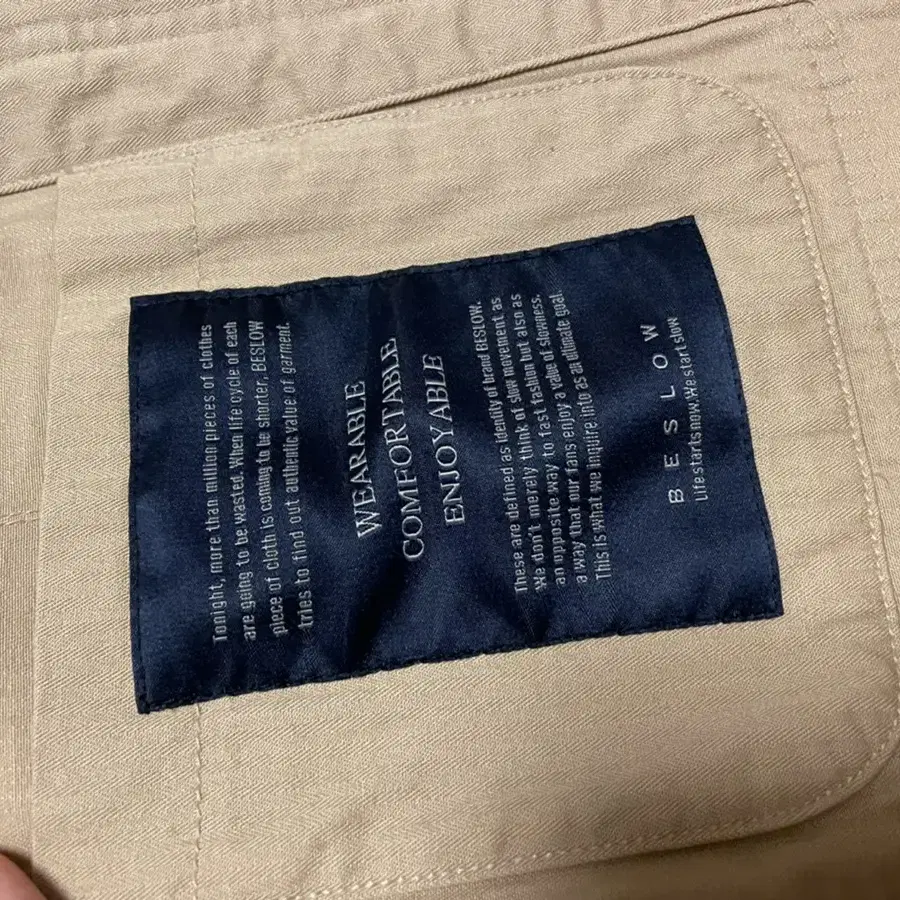 Tonight, more than million pieces of clothes
are going to be wasted. When life cycle of each
piece of cloth is coming to be shorter, BESLOW
tries to find out authentic value of garment.
WEARABLE
COMFORTABLE
ENJOYABLE
These are defined as identity of brand BESLOW.
We don't merely think of slow movement as
an opposite way to fast fashion but also as
a way that our fans enjoy a value of slowness.
This is what we inquire into as an ultimate goal.
BESLOW
Life starts now. We start slow